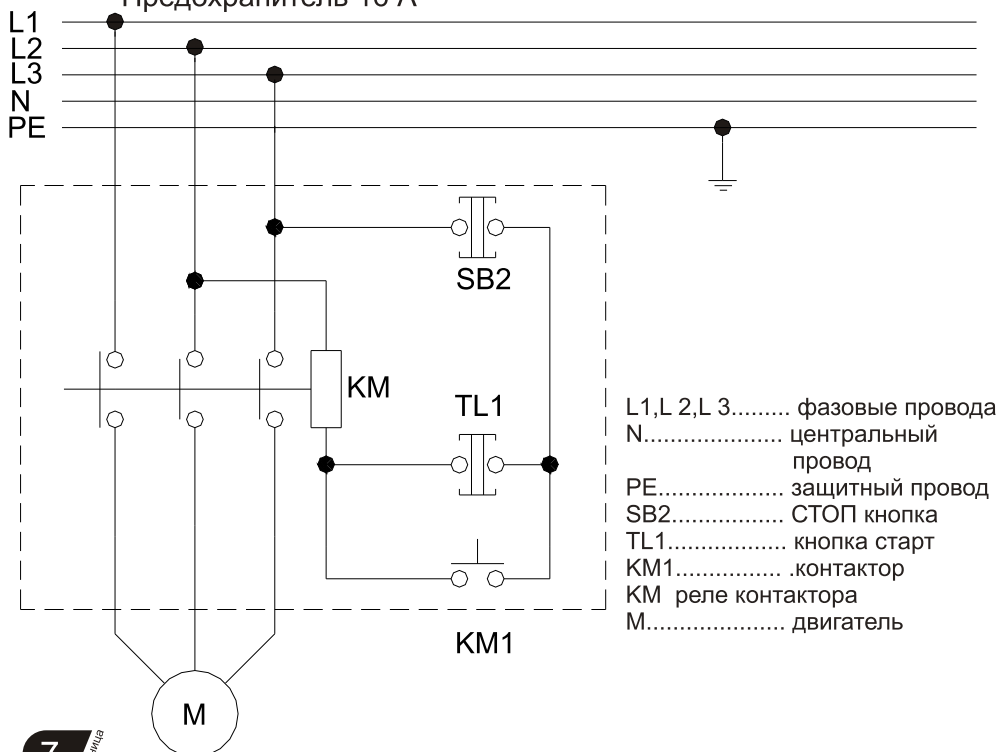 Предохранитель 16 А
L1
L2
L3
N
PE
SB2
KM
TL1
KM1
M
L1,L 2,L 3......... фазовые провода
N..................... центральный
провод
PE................... защитный провод
SB2................. СТОП кнопка
TL1.................. кнопка старт
KM1................ .контактор
KM реле контактора
M..................... двигатель
7